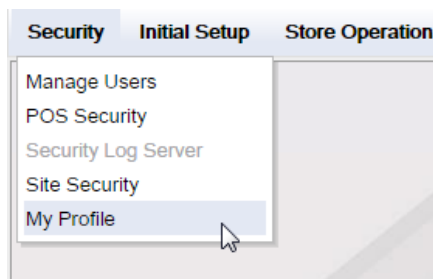 Security Initial Setup Store Operation
Manage Users
POS Security
Security Log Server
Site Security
My Profile